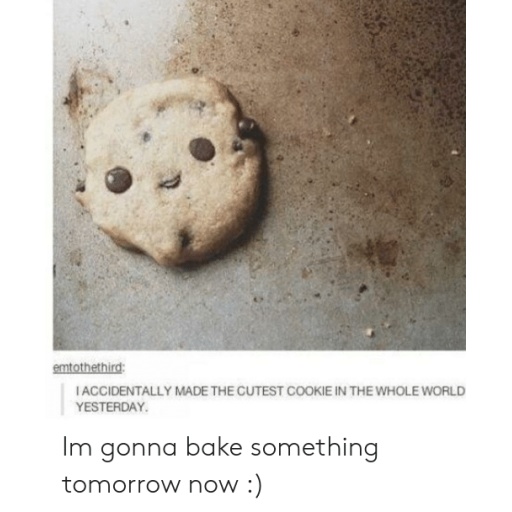 emtothethird:
I ACCIDENTALLY MADE THE CUTEST COOKIE IN THE WHOLE WORLD
YESTERDAY.
Im gonna bake something
tomorrow now :)